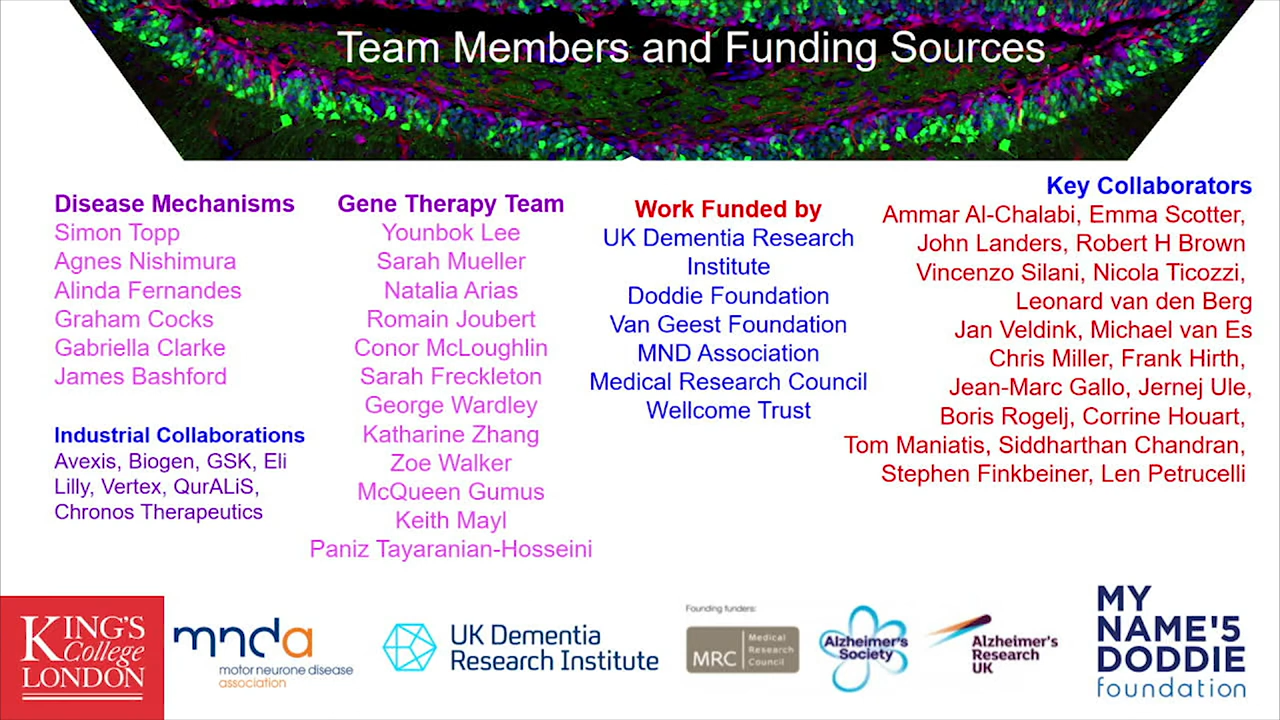 Team Members and Funding Sources
Disease Mechanisms
Simon Topp
Agnes Nishimura
Alinda Fernandes
Graham Cocks
Gabriella Clarke
James Bashford
Industrial Collaborations
Avexis, Biogen, GSK, Eli
Lilly, Vertex, QurALiS,
Chronos Therapeutics
Gene Therapy Team
Younbok Lee
Sarah Mueller
Natalia Arias
Romain Joubert
Conor McLoughlin
Sarah Freckleton
George Wardley
Katharine Zhang
Zoe Walker
McQueen Gumus
Keith Mayl
Paniz Tayaranian-Hosseini
Work Funded by
UK Dementia Research
Institute
Doddie Foundation
Van Geest Foundation
MND Association
Medical Research Council
Wellcome Trust
Key Collaborators
Ammar Al-Chalabi, Emma Scotter,
John Landers, Robert H Brown
Vincenzo Silani, Nicola Ticozzi,
Leonard van den Berg
Jan Veldink, Michael van Es
Chris Miller, Frank Hirth,
Jean-Marc Gallo, Jernej Ule,
Boris Rogelj, Corrine Houart,
Tom Maniatis, Siddharthan Chandran,
Stephen Finkbeiner, Len Petrucelli
KING'S
College
LONDON
mnda
motor neurone disease
association
UK Dementia
Research Institute
Founding funders:
MRC
Medical
Research
Council
Alzheimer's
Society
Alzheimer's
Research
UK
MY
NAME'5
DODDIE
foundation